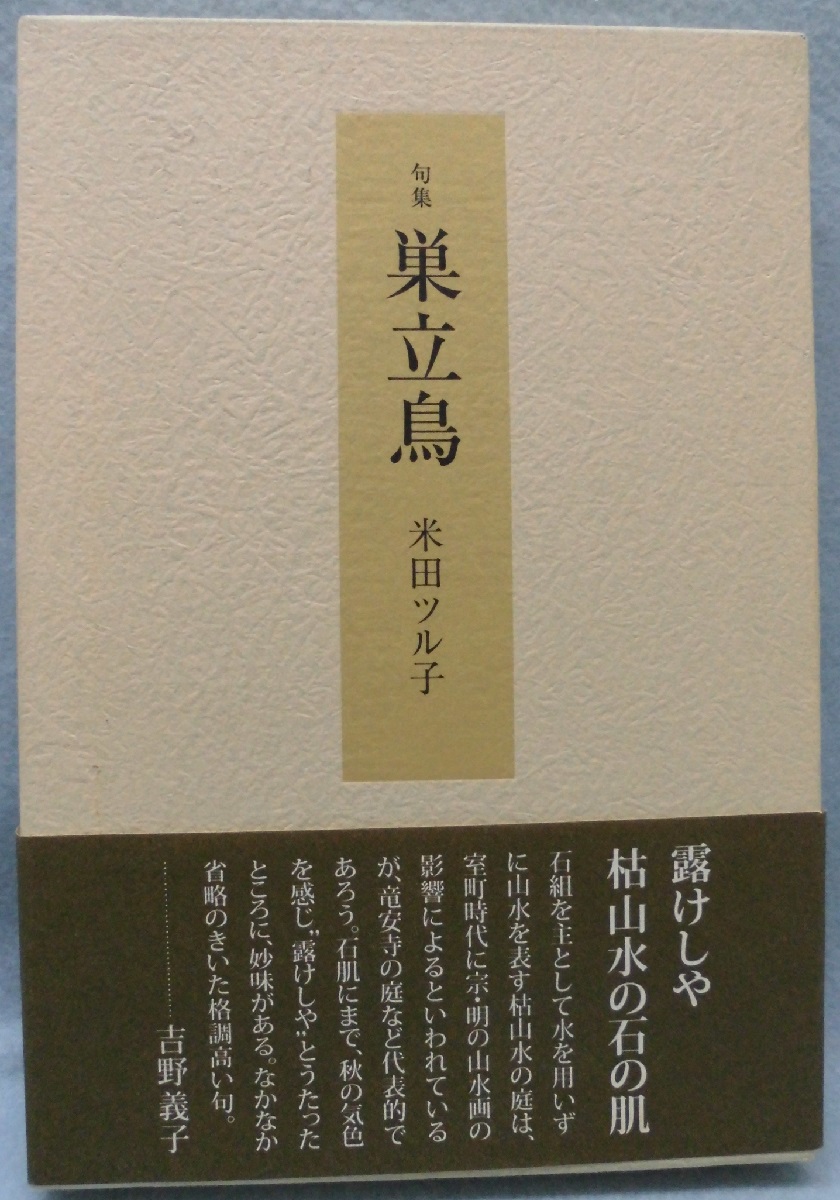 句集
巣立鳥
米田ツル子
露けしや
枯山水の石の肌
石組を主として水を用いず
に山水を表す枯山水の庭は、
室町時代に宗・明の山水画の
影響によるといわれている
が、竜安寺の庭など代表的で
あろう。石肌にまで、秋の気色
を感じ〝露けしや〟とうたった
ところに、妙味がある。なかなか
省略のきいた格調高い句。
吉野義子